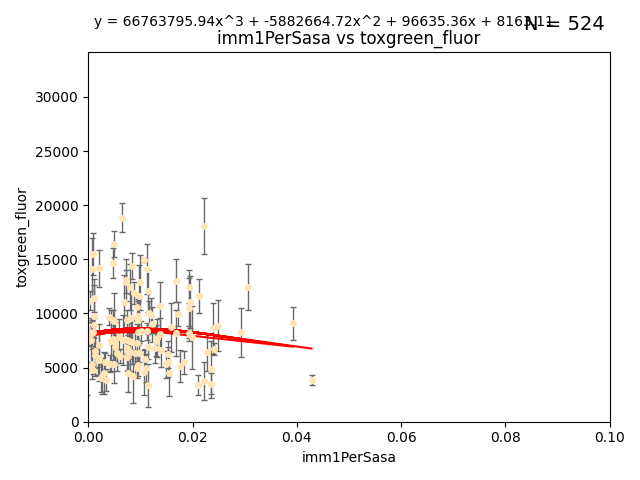 y = 66763795.94x^3 + -5882664.72x^2 + 96635.36x + 8163.11
N = 524
imm1PerSasa vs toxgreen_fluor
30000
25000
20000
15000
10000
5000
0
toxgreen_fluor
0.00 0.02 0.04 0.06 0.08 0.10
imm1PerSasa